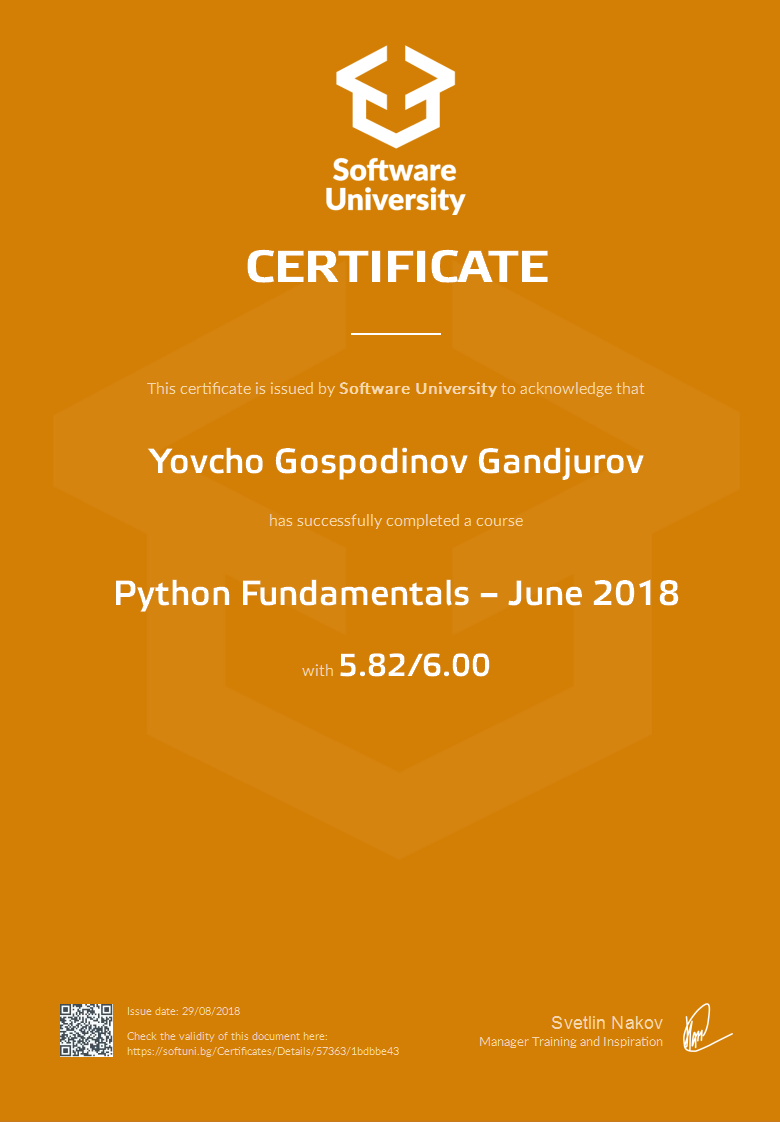 Software
University
CERTIFICATE
This certificate is issued by Software University to acknowledge that
Yovcho Gospodinov Gandjurov
has successfully completed a course
Python Fundamentals – June 2018
with 5.82/6.00
Issue date: 29/08/2018
Check the validity of this document here:
https://softuni.bg/Certificates/Details/57363/1bdbbe43
Svetlin Nakov
Manager Training and Inspiration